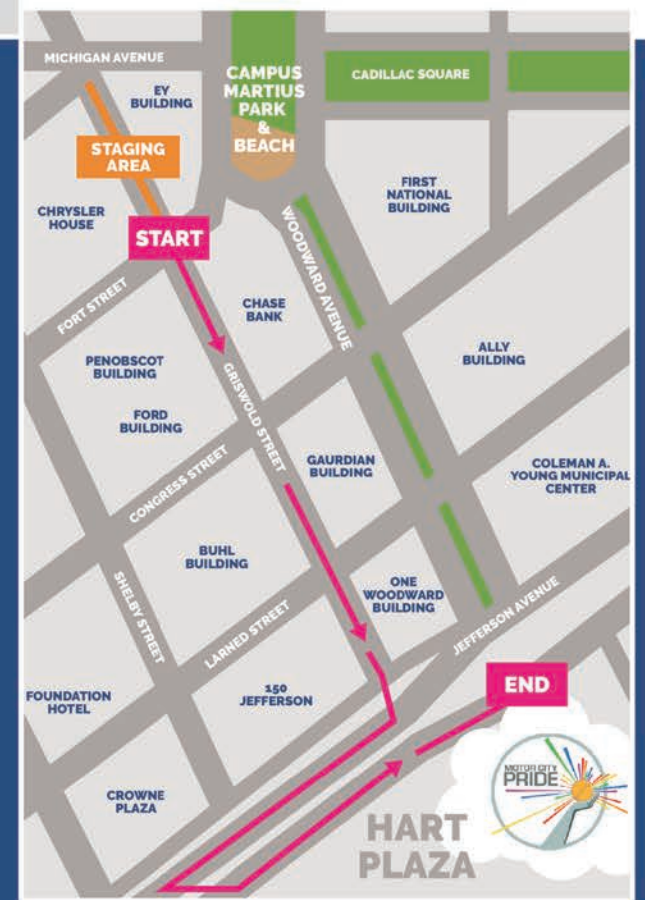 MICHIGAN AVENUE
EY
BUILDING
CAMPUS
MARTIUS
PARK
&
BEACH
CADILLAC SQUARE
STAGING
AREA
FIRST
NATIONAL
BUILDING
CHRYSLER
HOUSE
START
WOODWARD AVENUE
FORT STREET
CHASE
BANK
ALLY
BUILDING
PENOBSCOT
BUILDING
GRISWOLD STREET
FORD
BUILDING
GAURDIAN
BUILDING
COLEMAN A.
YOUNG MUNICIPAL
CENTER
CONGRESS STREET
BUHL
BUILDING
ONE
WOODWARD
BUILDING
SHELBY STREET
LARNED STREET
JEFFERSON AVENUE
FOUNDATION
HOTEL
150
JEFFERSON
END
CROWNE
PLAZA
MOTOR CITY
PRIDE
HART
PLAZA